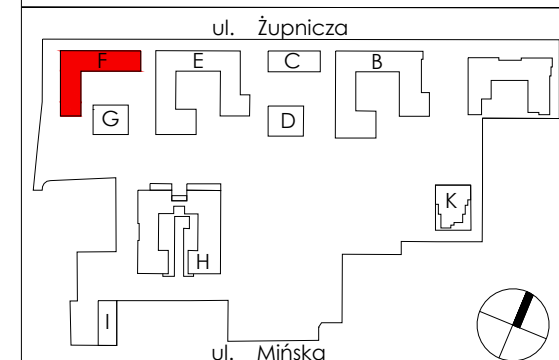 ul. Żupnicza
F E C B
G D
K
H
I
ul. Mińska